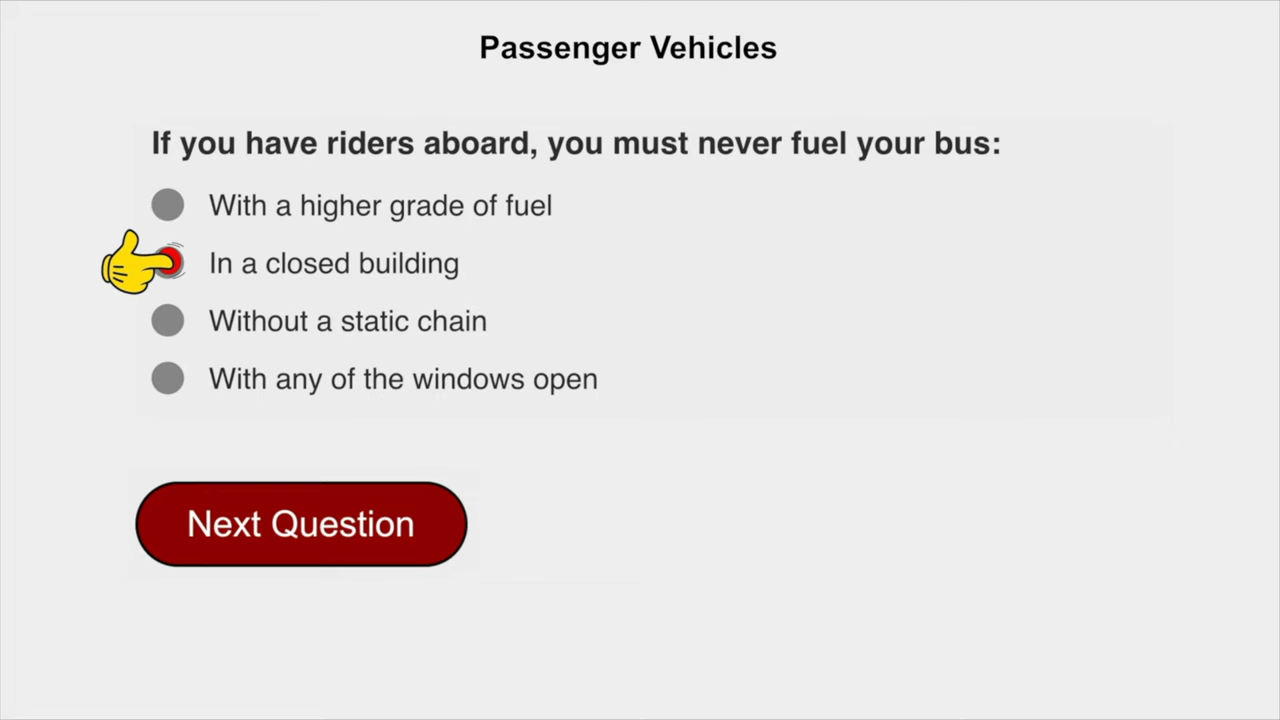 Passenger Vehicles
If you have riders aboard, you must never fuel your bus:
With a higher grade of fuel
In a closed building
Without a static chain
With any of the windows open
Next Question